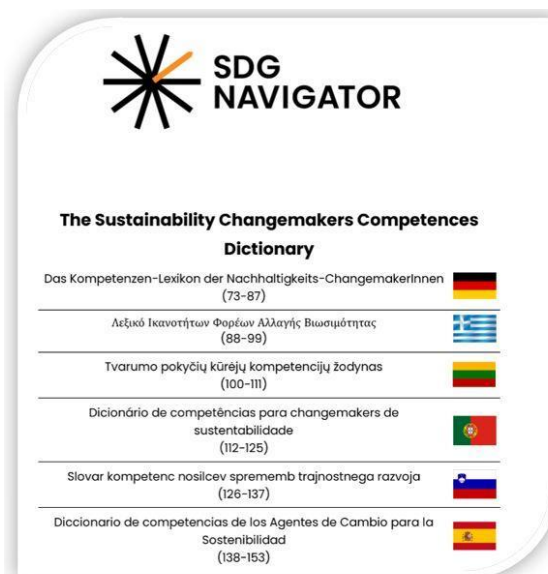 SDG
NAVIGATOR
The Sustainability Changemakers Competences
Dictionary
Das Kompetenzen-Lexikon der Nachhaltigkeits-ChangemakerInnen
(73-87)
Λεξικό Ικανοτήτων Φορέων Αλλαγής Βιωσιμότητας
(88-99)
Tvarumo pokyčių kūrėjų kompetencijų žodynas
(100-111)
Dicionário de competências para changemakers de
sustentabilidade
(112-125)
Slovar kompetenc nosilcev sprememb trajnostnega razvoja
(126-137)
Diccionario de competencias de los Agentes de Cambio para la
Sostenibilidad
(138-153)